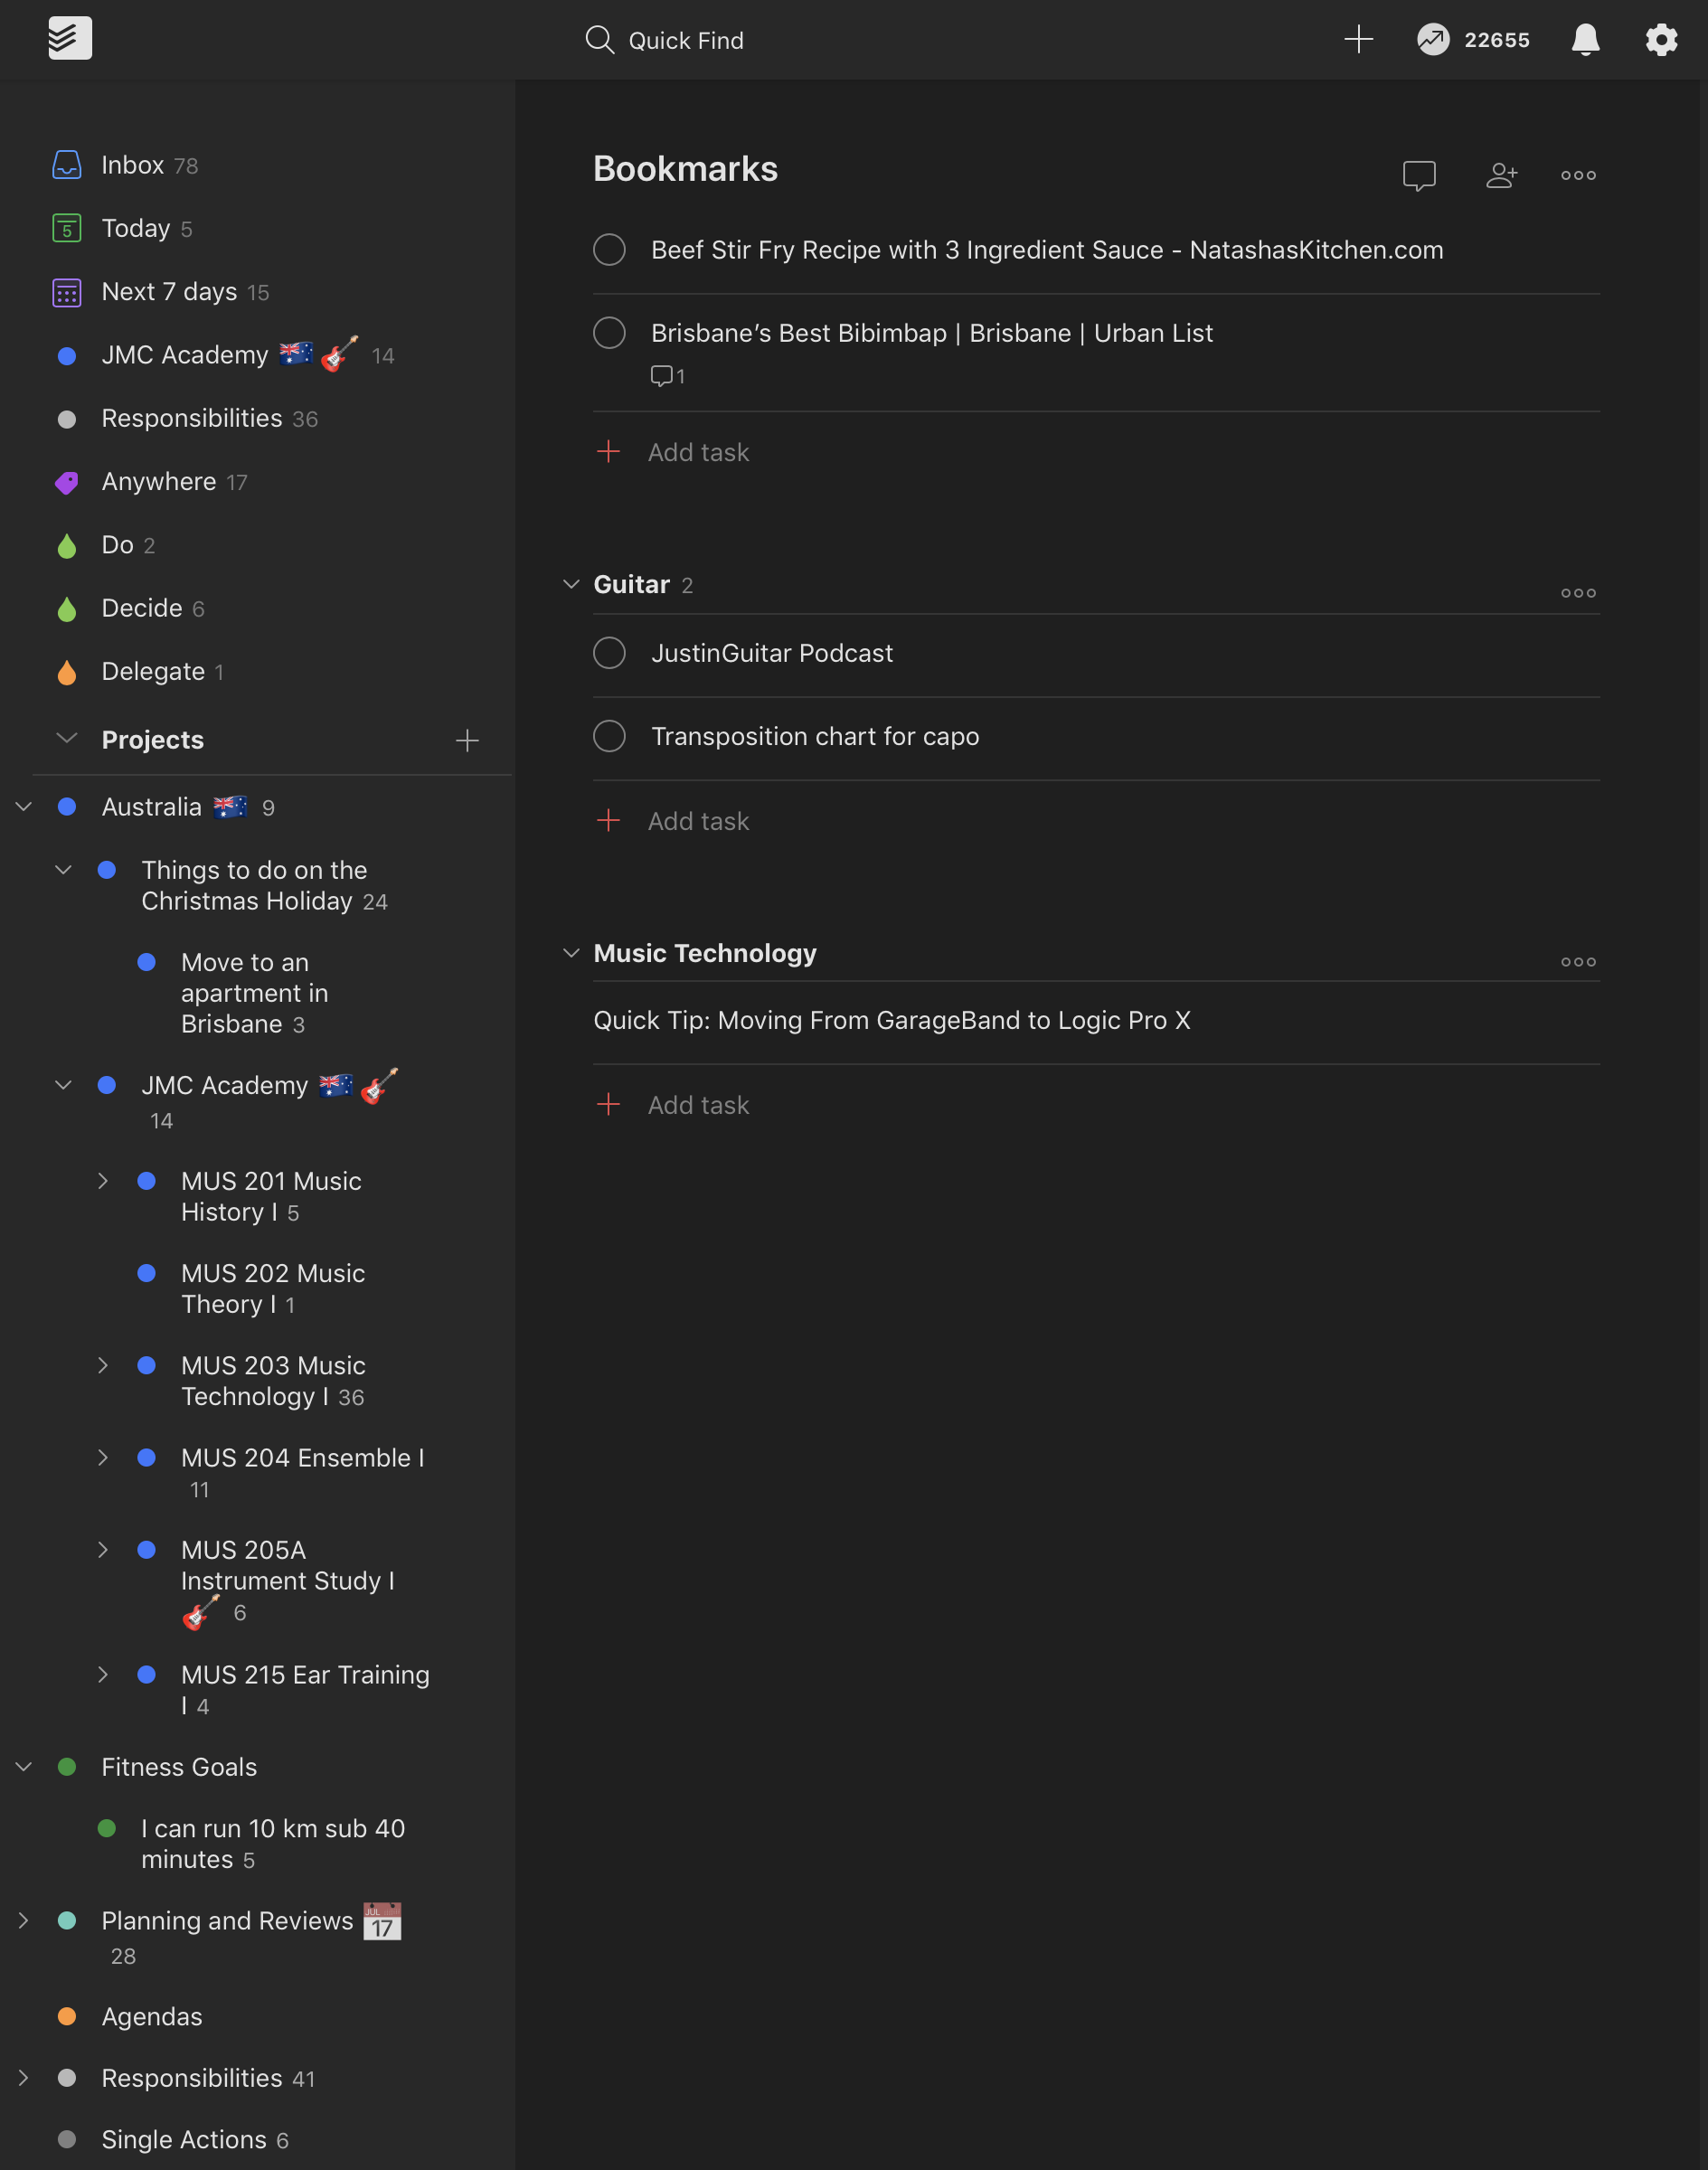 Quick Find
22655
Inbox 78
5 Today 5
Next 7 days 15
JMC Academy 🇦🇺🎸 14
Responsibilities 36
Anywhere 17
Do 2
Decide 6
Delegate 1
Projects
Australia 🇦🇺 9
Things to do on the
Christmas Holiday 24
Move to an
apartment in
Brisbane 3
JMC Academy 🇦🇺🎸
14
MUS 201 Music
History I 5
MUS 202 Music
Theory I 1
MUS 203 Music
Technology I 36
MUS 204 Ensemble I
11
MUS 205A
Instrument Study I
🎸 6
MUS 215 Ear Training
I 4
Fitness Goals
I can run 10 km sub 40
minutes 5
Planning and Reviews 📅 JUL 17
28
Agendas
Responsibilities 41
Single Actions 6
Bookmarks
Beef Stir Fry Recipe with 3 Ingredient Sauce - NatashasKitchen.com
Brisbane’s Best Bibimbap | Brisbane | Urban List
1
Add task
Guitar 2
JustinGuitar Podcast
Transposition chart for capo
Add task
Music Technology
Quick Tip: Moving From GarageBand to Logic Pro X
Add task